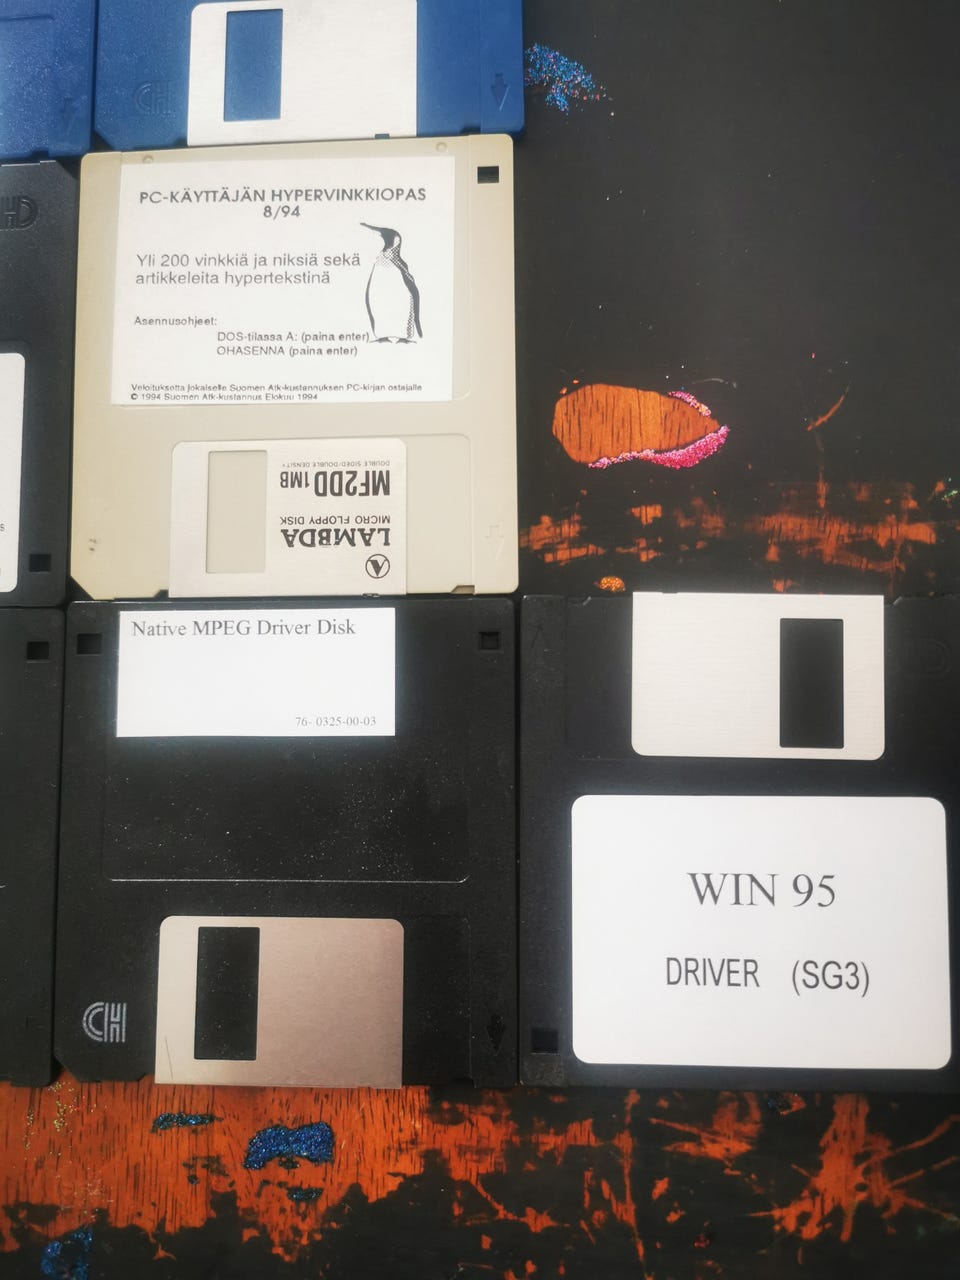 HD
PC-KÄYTTÄJÄN HYPERVINKKIOPAS
8/94
Yli 200 vinkkiä ja niksiä sekä
artikkeleita hypertekstinä
Asennusohjeet:
DOS-tilassa A: (paina enter)
OHASENNA (paina enter)
Veloituksetta jokaiselle Suomen Atk-kustannuksen PC-kirjan ostajalle
© 1994 Suomen Atk-kustannus Elokuu 1994
LAMBDA
MICRO FLOPPY DISK
MF2DD 1MB
DOUBLE SIDED/DOUBLE DENSITY
Native MPEG Driver Disk
76- 0325-00-03
CH
WIN 95
DRIVER (SG3)